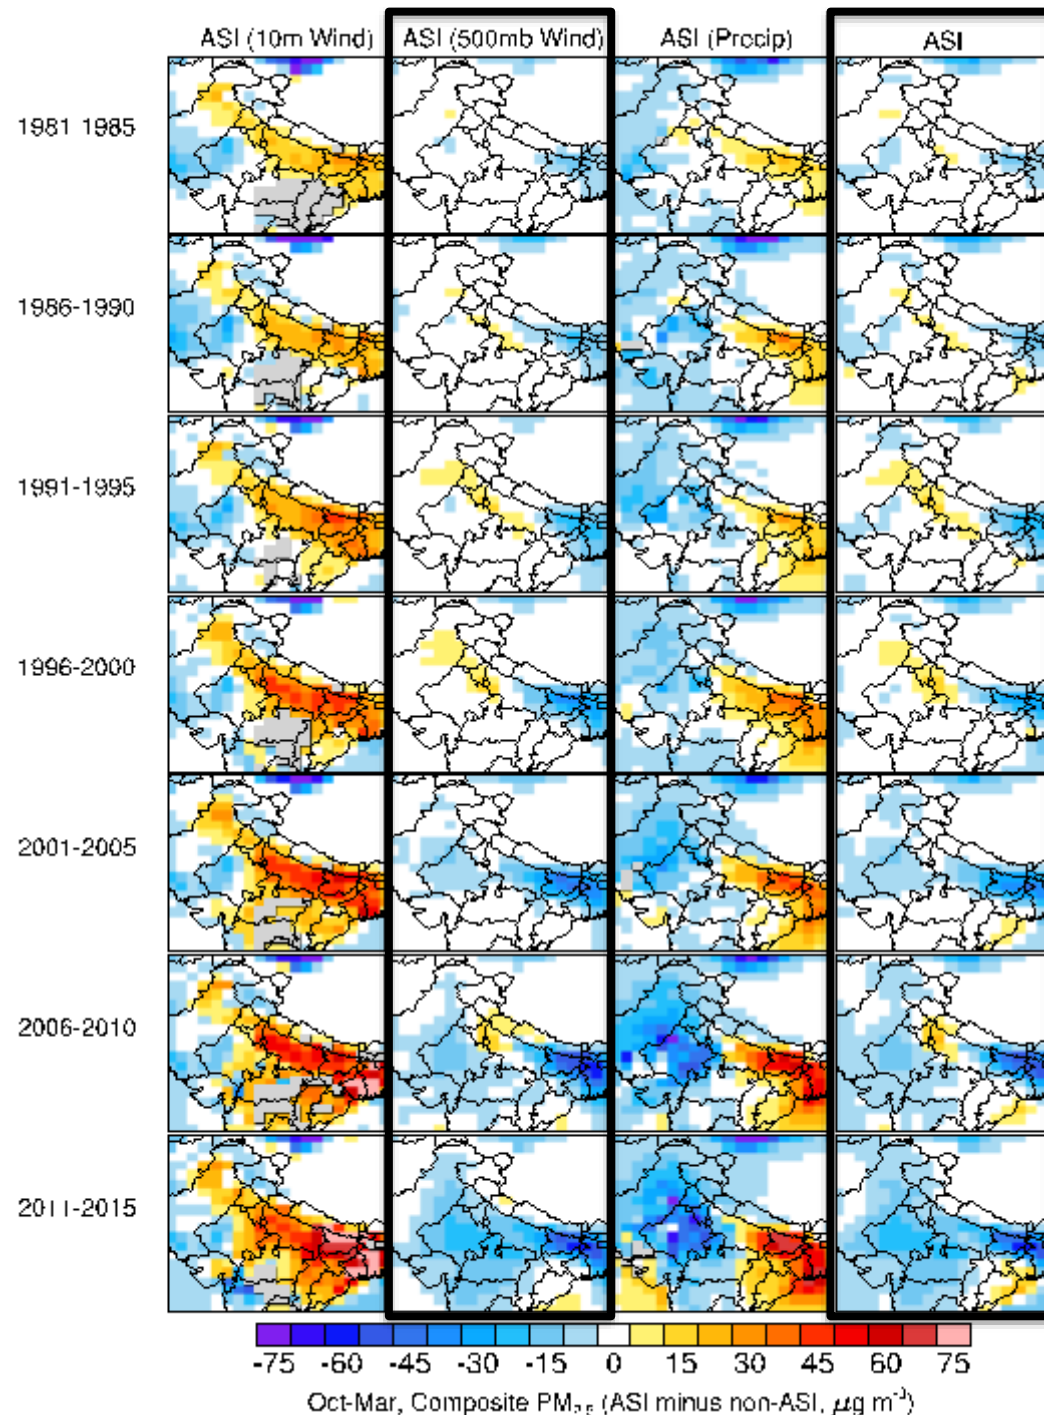 ASI (10m Wind) ASI (500mb Wind) ASI (Precip) ASI
1981 1985
1986-1990
1991-1995
1996-2000
2001-2005
2006-2010
2011-2015
-75 -60 -45 -30 -15 0 15 30 45 60 75
Oct-Mar, Composite PM₂.₅ (ASI minus non-ASI, μg m⁻³)